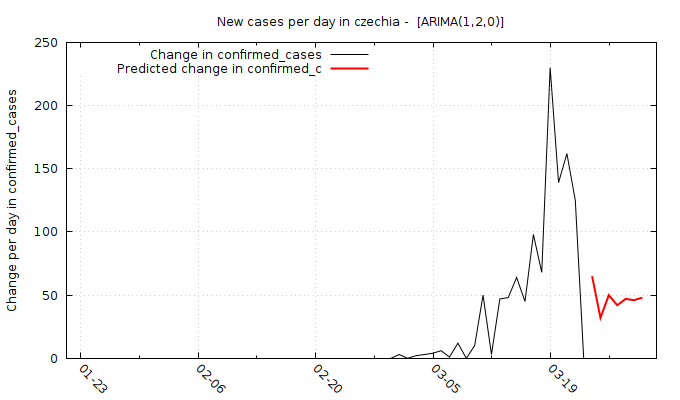 New cases per day in czechia -  [ARIMA(1,2,0)]
Change in confirmed_cases
Predicted change in confirmed_c
Change per day in confirmed_cases
250
200
150
100
50
0
01-23
02-06
02-20
03-05
03-19